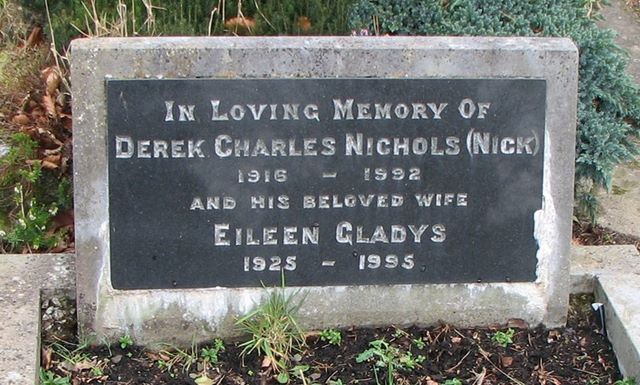 IN LOVING MEMORY OF
DEREK CHARLES NICHOLS (NICK)
1916 – 1992
AND HIS BELOVED WIFE
EILEEN GLADYS
1925 – 1995